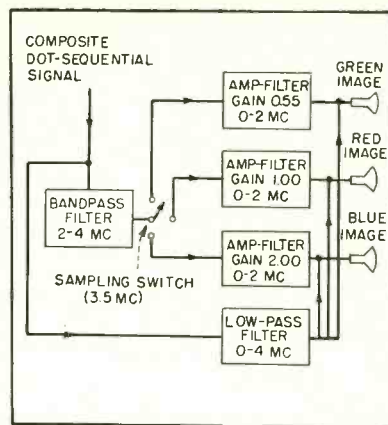 COMPOSITE
DOT-SEQUENTIAL
SIGNAL
GREEN
IMAGE
AMP-FILTER
GAIN 0.55
0-2 MC
RED
IMAGE
AMP-FILTER
GAIN 1.00
0-2 MC
BANDPASS
FILTER
2-4 MC
BLUE
IMAGE
AMP-FILTER
GAIN 2.00
0-2 MC
SAMPLING SWITCH
(3.5 MC)
LOW-PASS
FILTER
0-4 MC